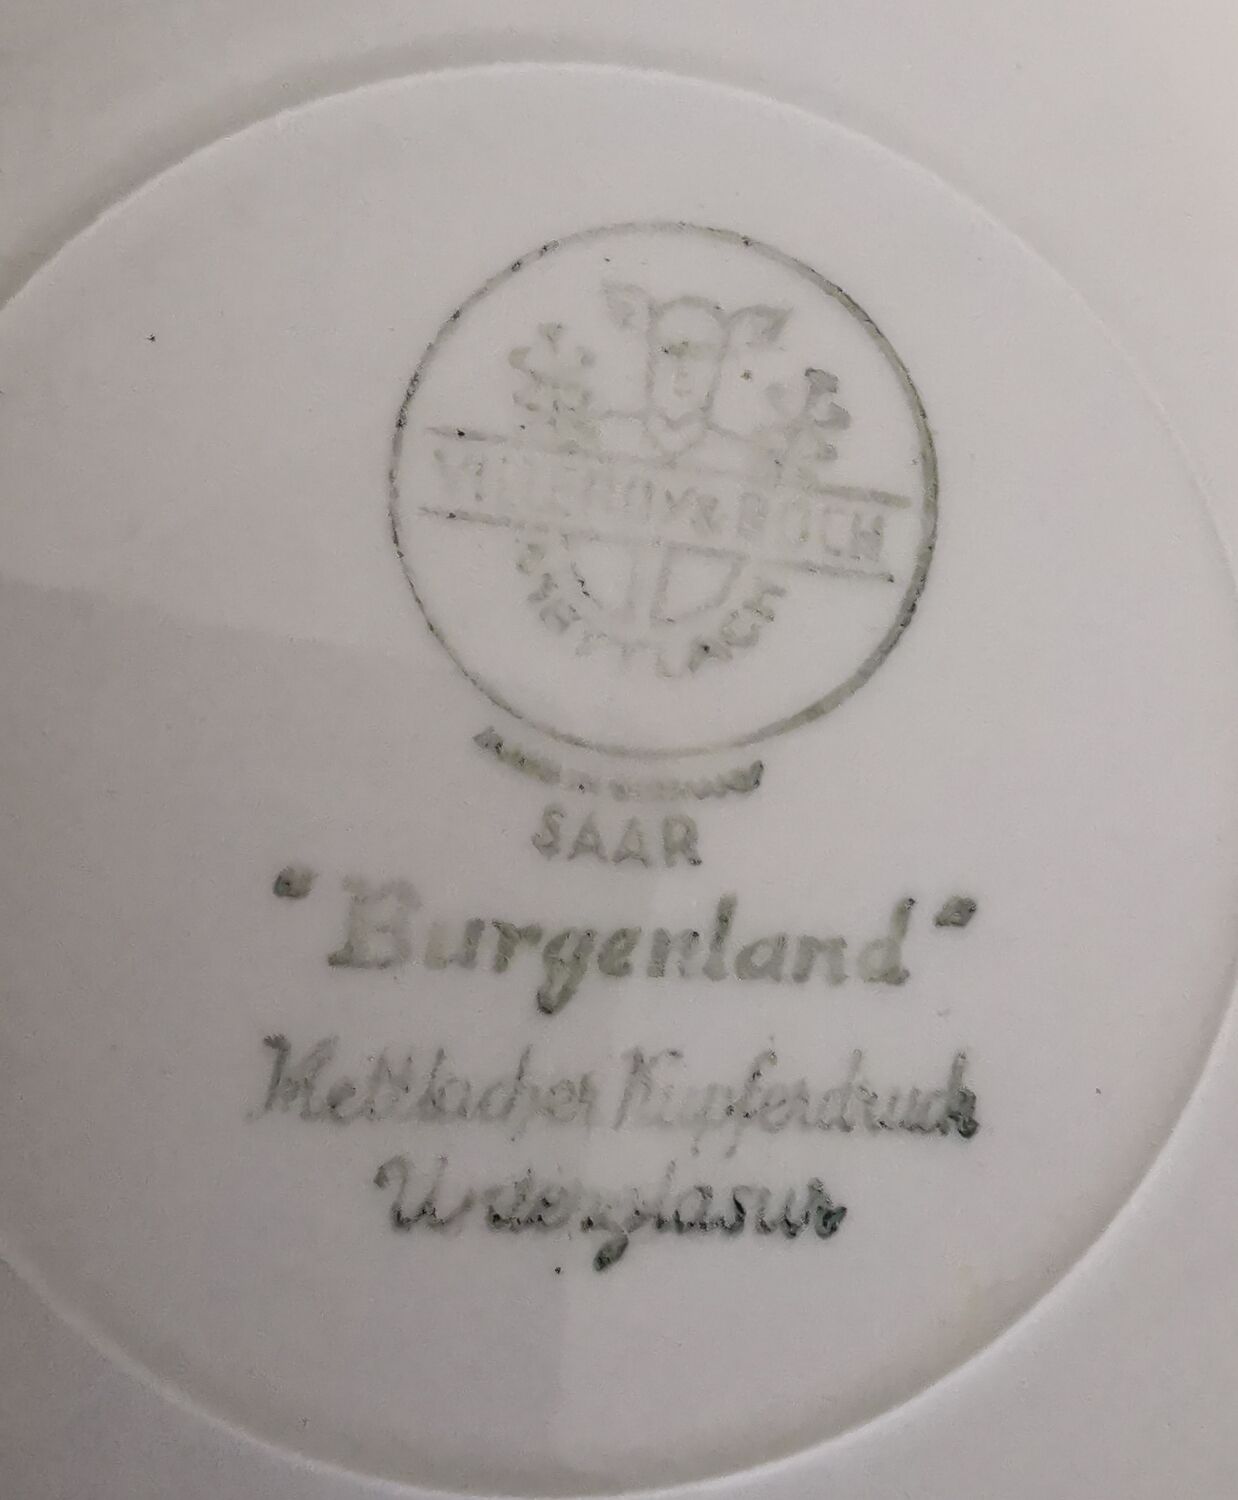 VILLEROY & BOCH
METTLACH
SAAR
"Burgenland"
Mettlacher Kupferdruck
Unterglasur